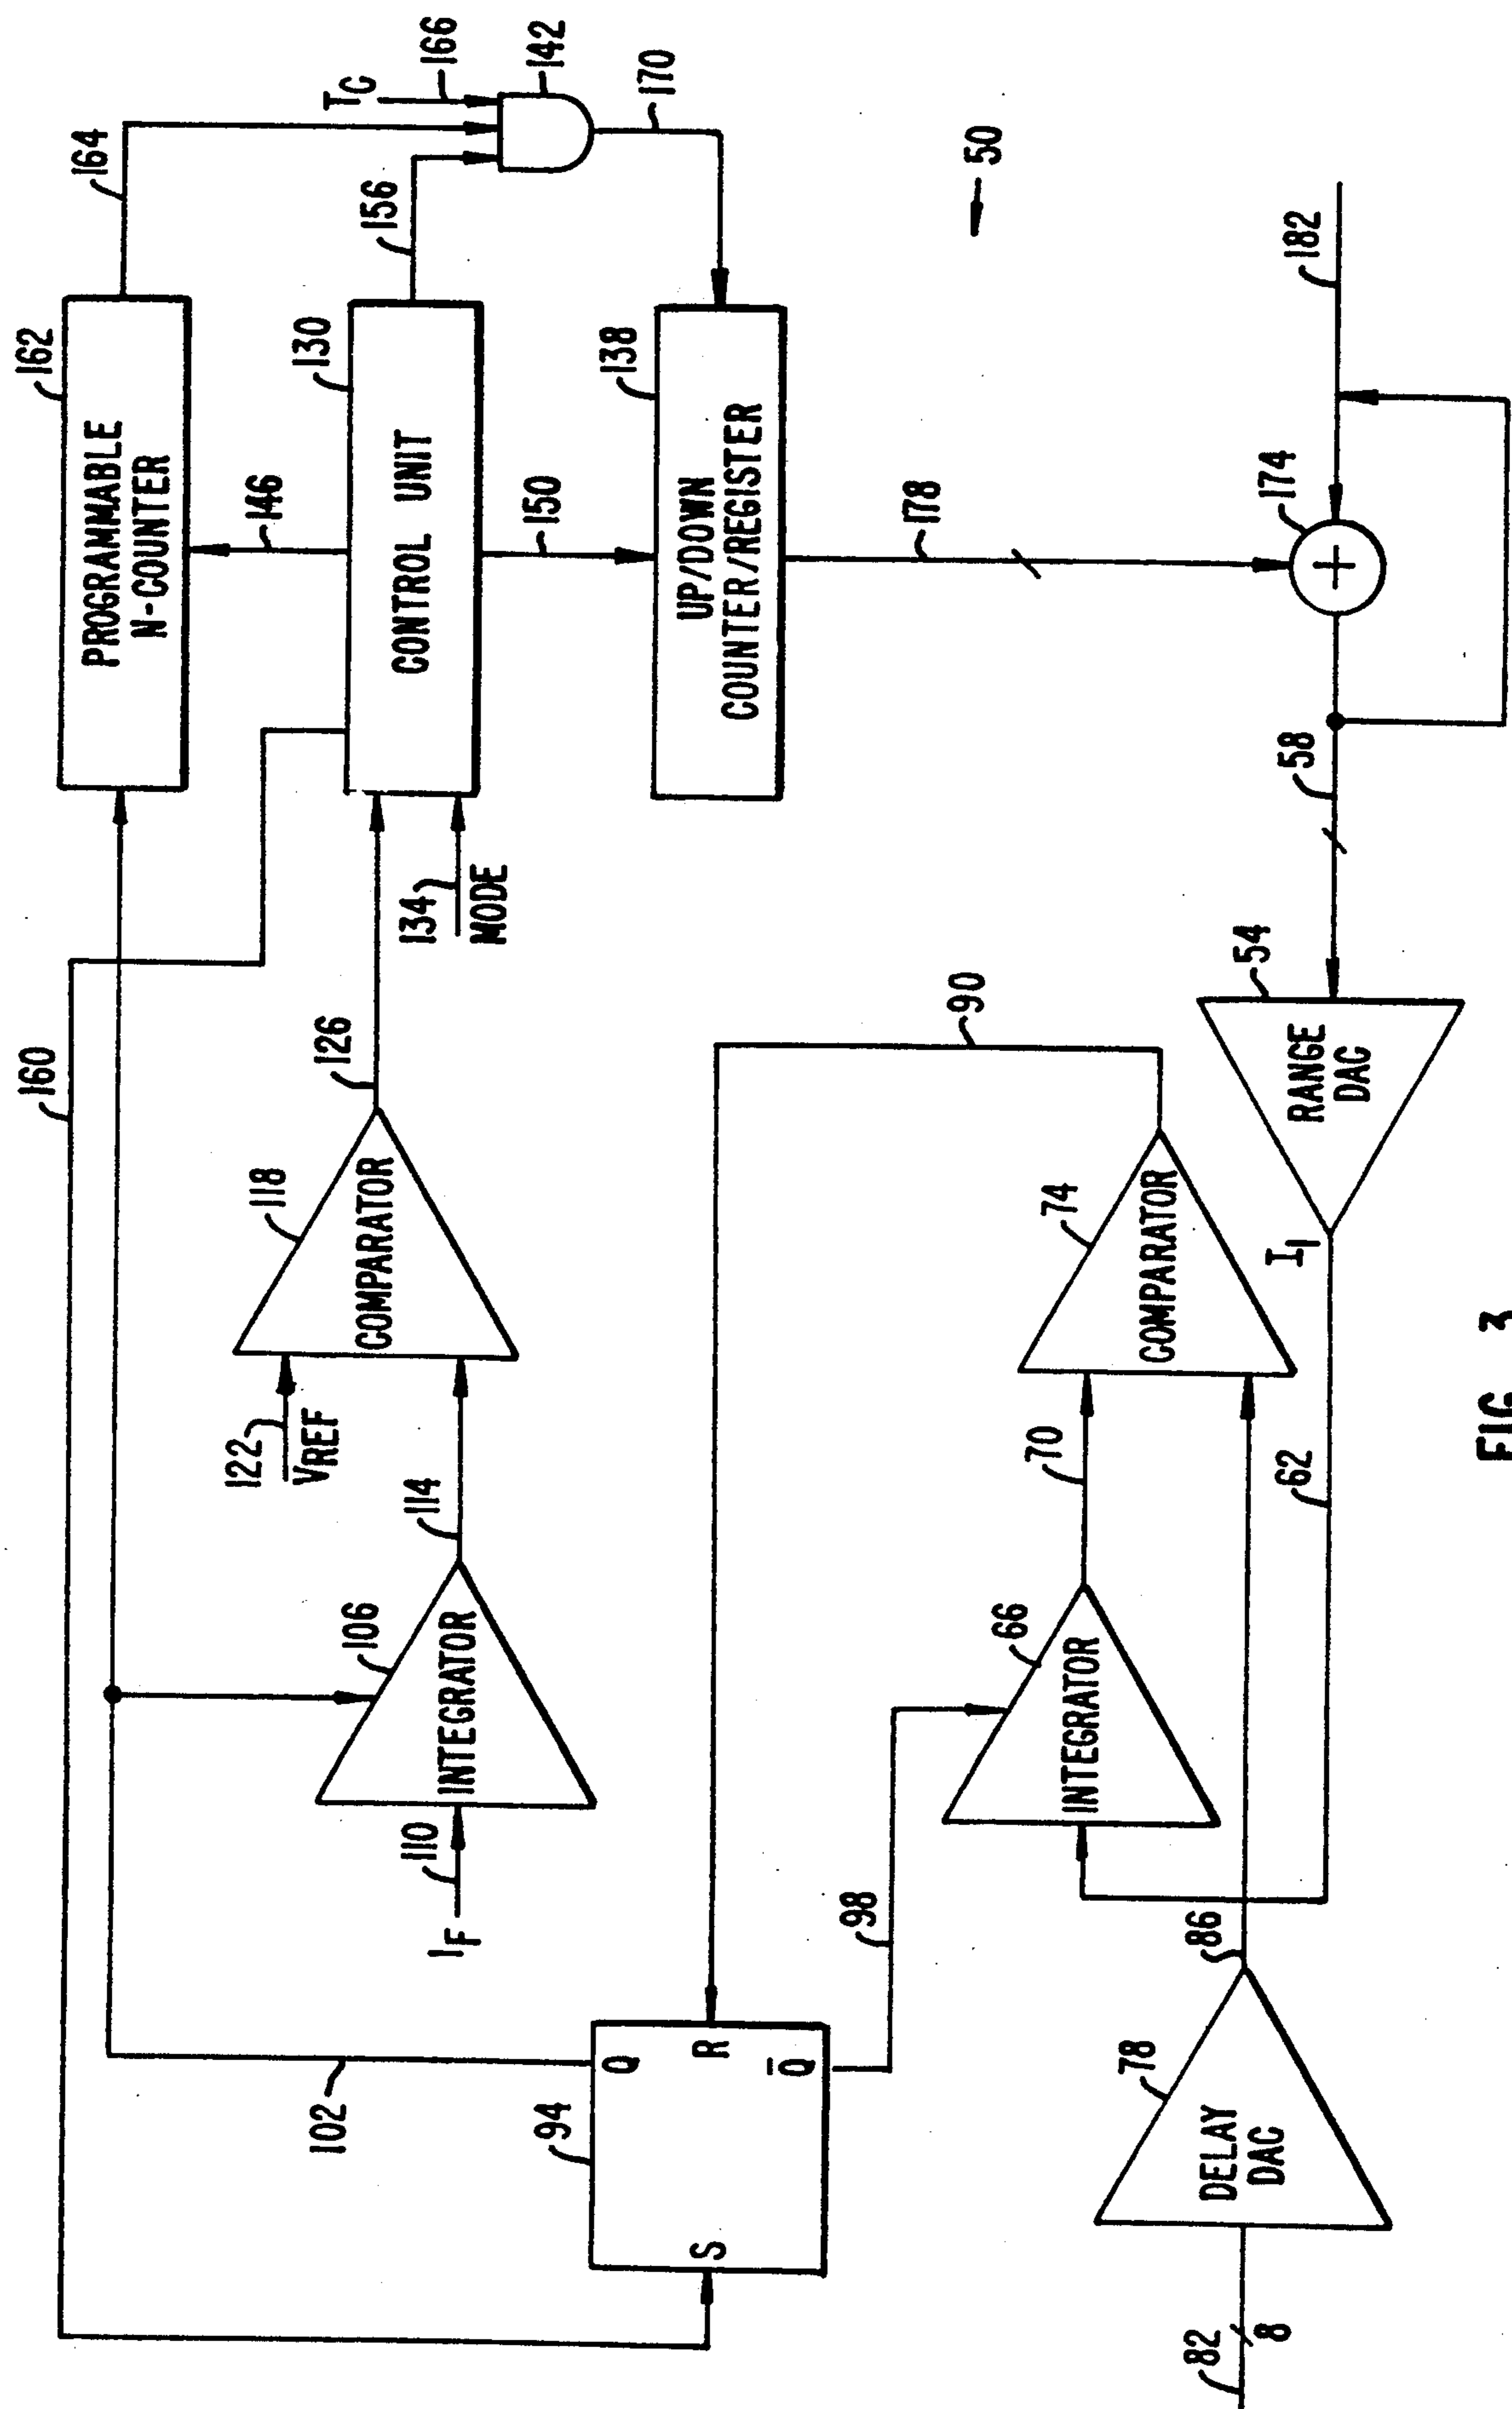 160
162
PROGRAMMABLE
N-COUNTER
164
T_C
166
142
146
130
CONTROL UNIT
156
170
102
I_F
110
106
INTEGRATOR
114
122
V_REF
118
COMPARATOR
126
134
MODE
150
138
UP/DOWN
COUNTER/REGISTER
50
94
S
Q
R
Q̄
98
90
178
66
INTEGRATOR
70
74
COMPARATOR
82
8
78
DELAY
DAC
86
62
I_1
54
RANGE
DAC
58
174
+
182
FIG. 3